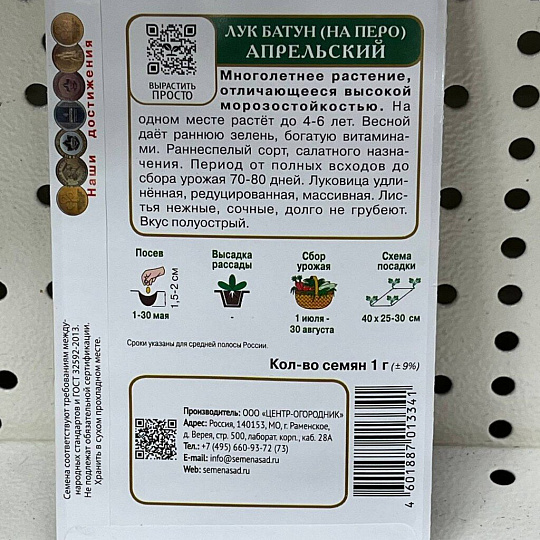 Наши достижения
ВЫРАСТИТЬ
ПРОСТО
ЛУК БАТУН (НА ПЕРО)
АПРЕЛЬСКИЙ
Многолетнее растение,
отличающееся высокой
морозостойкостью. На
одном месте растёт до 4-6 лет. Весной
даёт раннюю зелень, богатую витамина-
ми. Раннеспелый сорт, салатного назна-
чения. Период от полных всходов до
сбора урожая 70-80 дней. Луковица удли-
нённая, редуцированная, массивная. Лис-
тья нежные, сочные, долго не грубеют.
Вкус полуострый.
Посев
1,5-2 см
1-30 мая
Высадка
рассады
-
Сбор
урожая
1 июля -
30 августа
Схема
посадки
40 x 25-30 см
Сроки указаны для средней полосы России.
Кол-во семян 1 г (±9%)
Семена соответствуют требованиям между-
народных стандартов и ГОСТ 32592-2013.
Не подлежат обязательной сертификации.
Хранить в сухом прохладном месте.
Производитель: ООО «ЦЕНТР-ОГОРОДНИК»
Адрес: Россия, 140153, МО, г. Раменское,
д. Верея, стр. 500, лаборат. корп., каб. 28А
Тел.: +7 (495) 660-93-72 (73)
E-mail: info@semenasad.ru
Web: semenasad.ru
4 601887 013341